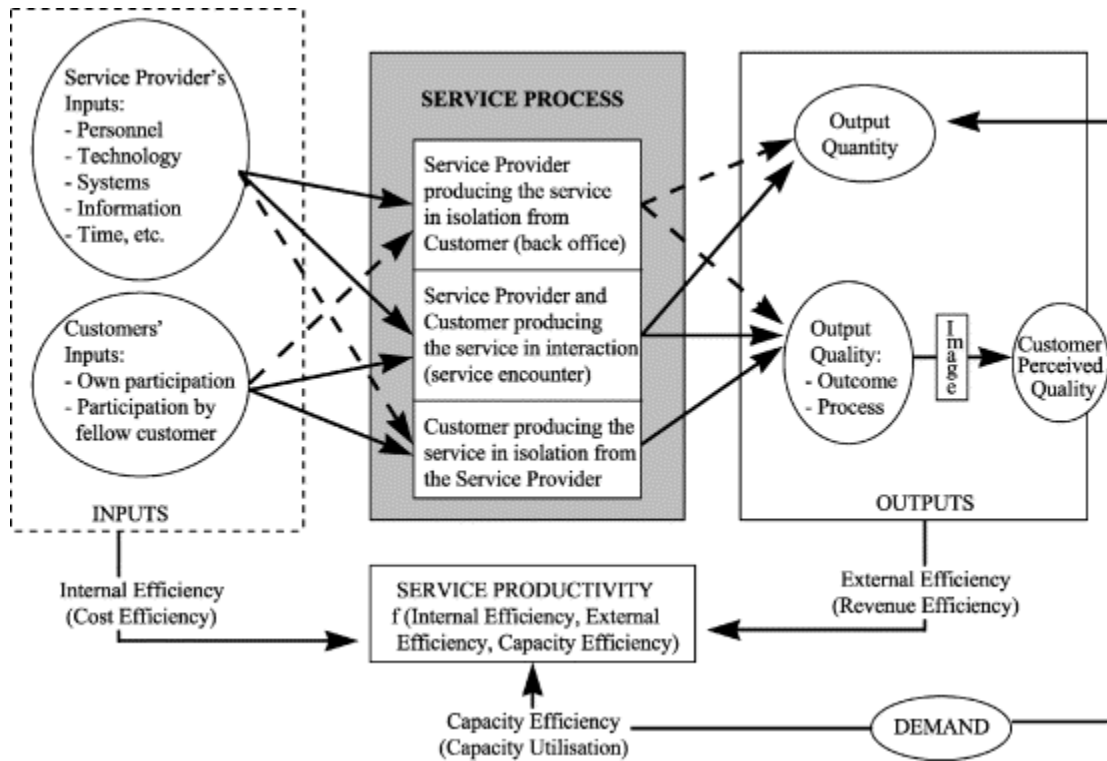 Service Provider's
Inputs:
- Personnel
- Technology
- Systems
- Information
- Time, etc.
Customers'
Inputs:
- Own participation
- Participation by
fellow customer
INPUTS
SERVICE PROCESS
Service Provider
producing the service
in isolation from
Customer (back office)
Service Provider and
Customer producing
the service in interaction
(service encounter)
Customer producing the
service in isolation from
the Service Provider
Output
Quantity
Output
Quality:
- Outcome
- Process
Image
Customer
Perceived
Quality
OUTPUTS
Internal Efficiency
(Cost Efficiency)
SERVICE PRODUCTIVITY
f (Internal Efficiency, External
Efficiency, Capacity Efficiency)
External Efficiency
(Revenue Efficiency)
Capacity Efficiency
(Capacity Utilisation)
DEMAND